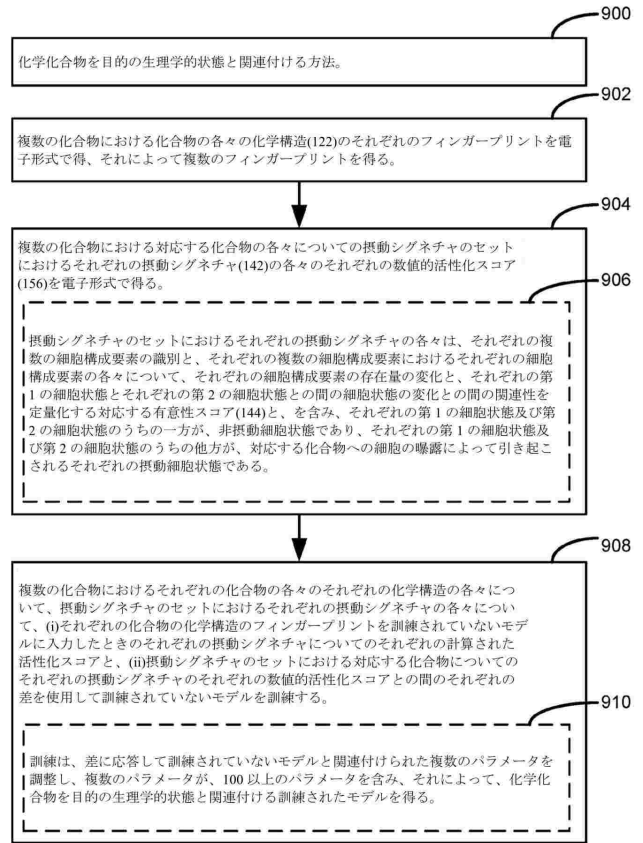 900
化学化合物を目的の生理学的状態と関連付ける方法。
902
複数の化合物における化合物の各々の化学構造(122)のそれぞれのフィンガープリントを電
子形式で得、それによって複数のフィンガープリントを得る。
904
複数の化合物における対応する化合物の各々についての摂動シグネチャのセット
におけるそれぞれの摂動シグネチャ(142)の各々のそれぞれの数値的活性化スコア
(156)を電子形式で得る。
906
摂動シグネチャのセットにおけるそれぞれの摂動シグネチャの各々は、それぞれの複
数の細胞構成要素の識別と、それぞれの複数の細胞構成要素におけるそれぞれの細胞
構成要素の各々について、それぞれの細胞構成要素の存在量の変化と、それぞれの第
1の細胞状態とそれぞれの第2の細胞状態との間の細胞状態の変化との間の関連性を
定量化する対応する有意性スコア(144)と、を含み、それぞれの第1の細胞状態及び第
2の細胞状態のうちの一方が、非摂動細胞状態であり、それぞれの第1の細胞状態及
び第2の細胞状態のうちの他方が、対応する化合物への細胞の曝露によって引き起こ
されるそれぞれの摂動細胞状態である。
908
複数の化合物におけるそれぞれの化合物の各々のそれぞれの化学構造の各々につ
いて、摂動シグネチャのセットにおけるそれぞれの摂動シグネチャの各々につい
て、(i)それぞれの化合物の化学構造のフィンガープリントを訓練されていないモデ
ルに入力したときのそれぞれの摂動シグネチャについてのそれぞれの計算された
活性化スコアと、(ii)摂動シグネチャのセットにおける対応する化合物についての
それぞれの摂動シグネチャのそれぞれの数値的活性化スコアとの間のそれぞれの
差を使用して訓練されていないモデルを訓練する。
910
訓練は、差に応答して訓練されていないモデルと関連付けられた複数のパラメータを
調整し、複数のパラメータが、100以上のパラメータを含み、それによって、化学化
合物を目的の生理学的状態と関連付ける訓練されたモデルを得る。